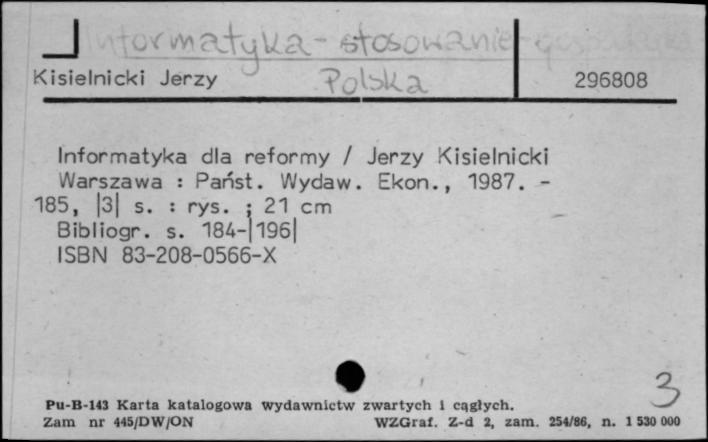 Informatyka - stosowanie - gospodarka
Kisielnicki Jerzy Polska 296808
Informatyka dla reformy / Jerzy Kisielnicki
Warszawa : Państ. Wydaw. Ekon., 1987. -
185, |3| s. : rys. ; 21 cm
Bibliogr. s. 184-|196|
ISBN 83-208-0566-X
3
Pu-B-143 Karta katalogowa wydawnictw zwartych i cągłych.
Zam nr 445/DW/ON WZGraf. Z-d 2, zam. 254/86, n. 1 530 000